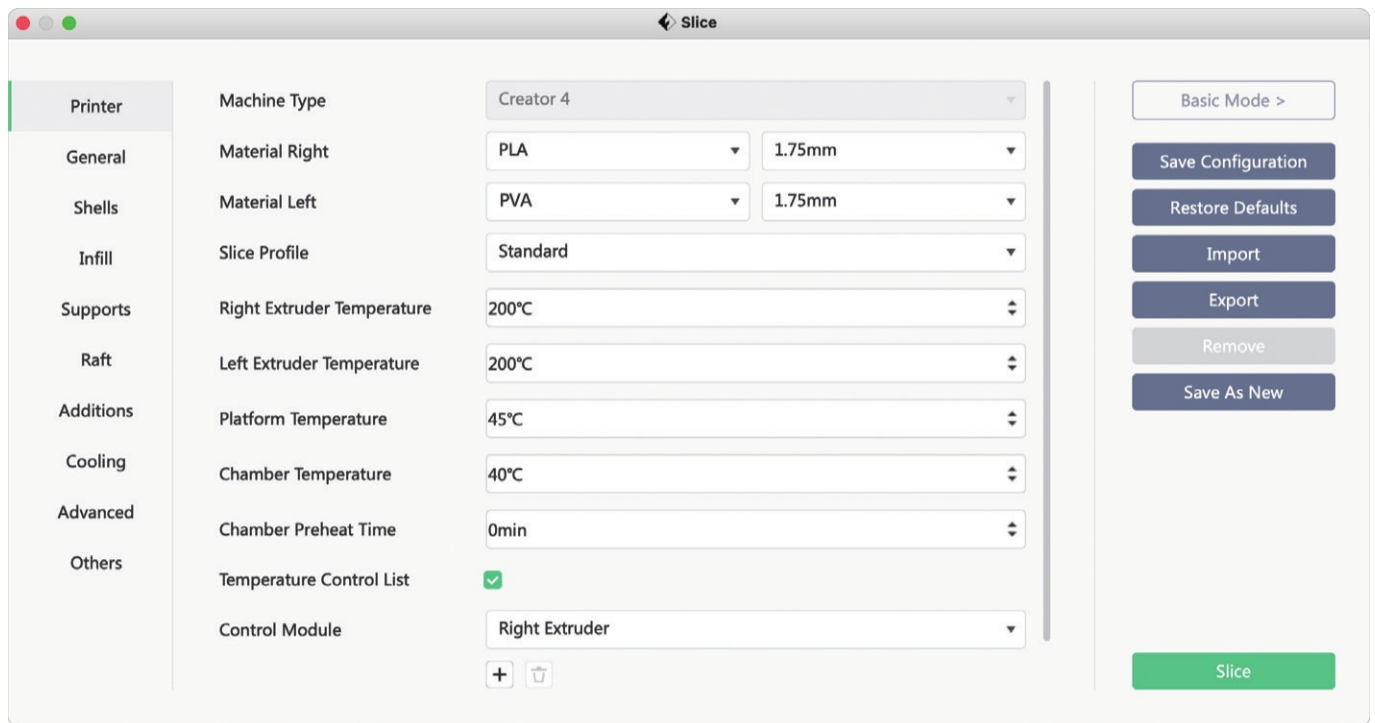 Slice
Printer
General
Shells
Infill
Supports
Raft
Additions
Cooling
Advanced
Others
Machine Type Creator 4
Material Right PLA 1.75mm
Material Left PVA 1.75mm
Slice Profile Standard
Right Extruder Temperature 200℃
Left Extruder Temperature 200℃
Platform Temperature 45℃
Chamber Temperature 40℃
Chamber Preheat Time 0min
Temperature Control List
Control Module Right Extruder
+
Basic Mode >
Save Configuration
Restore Defaults
Import
Export
Remove
Save As New
Slice